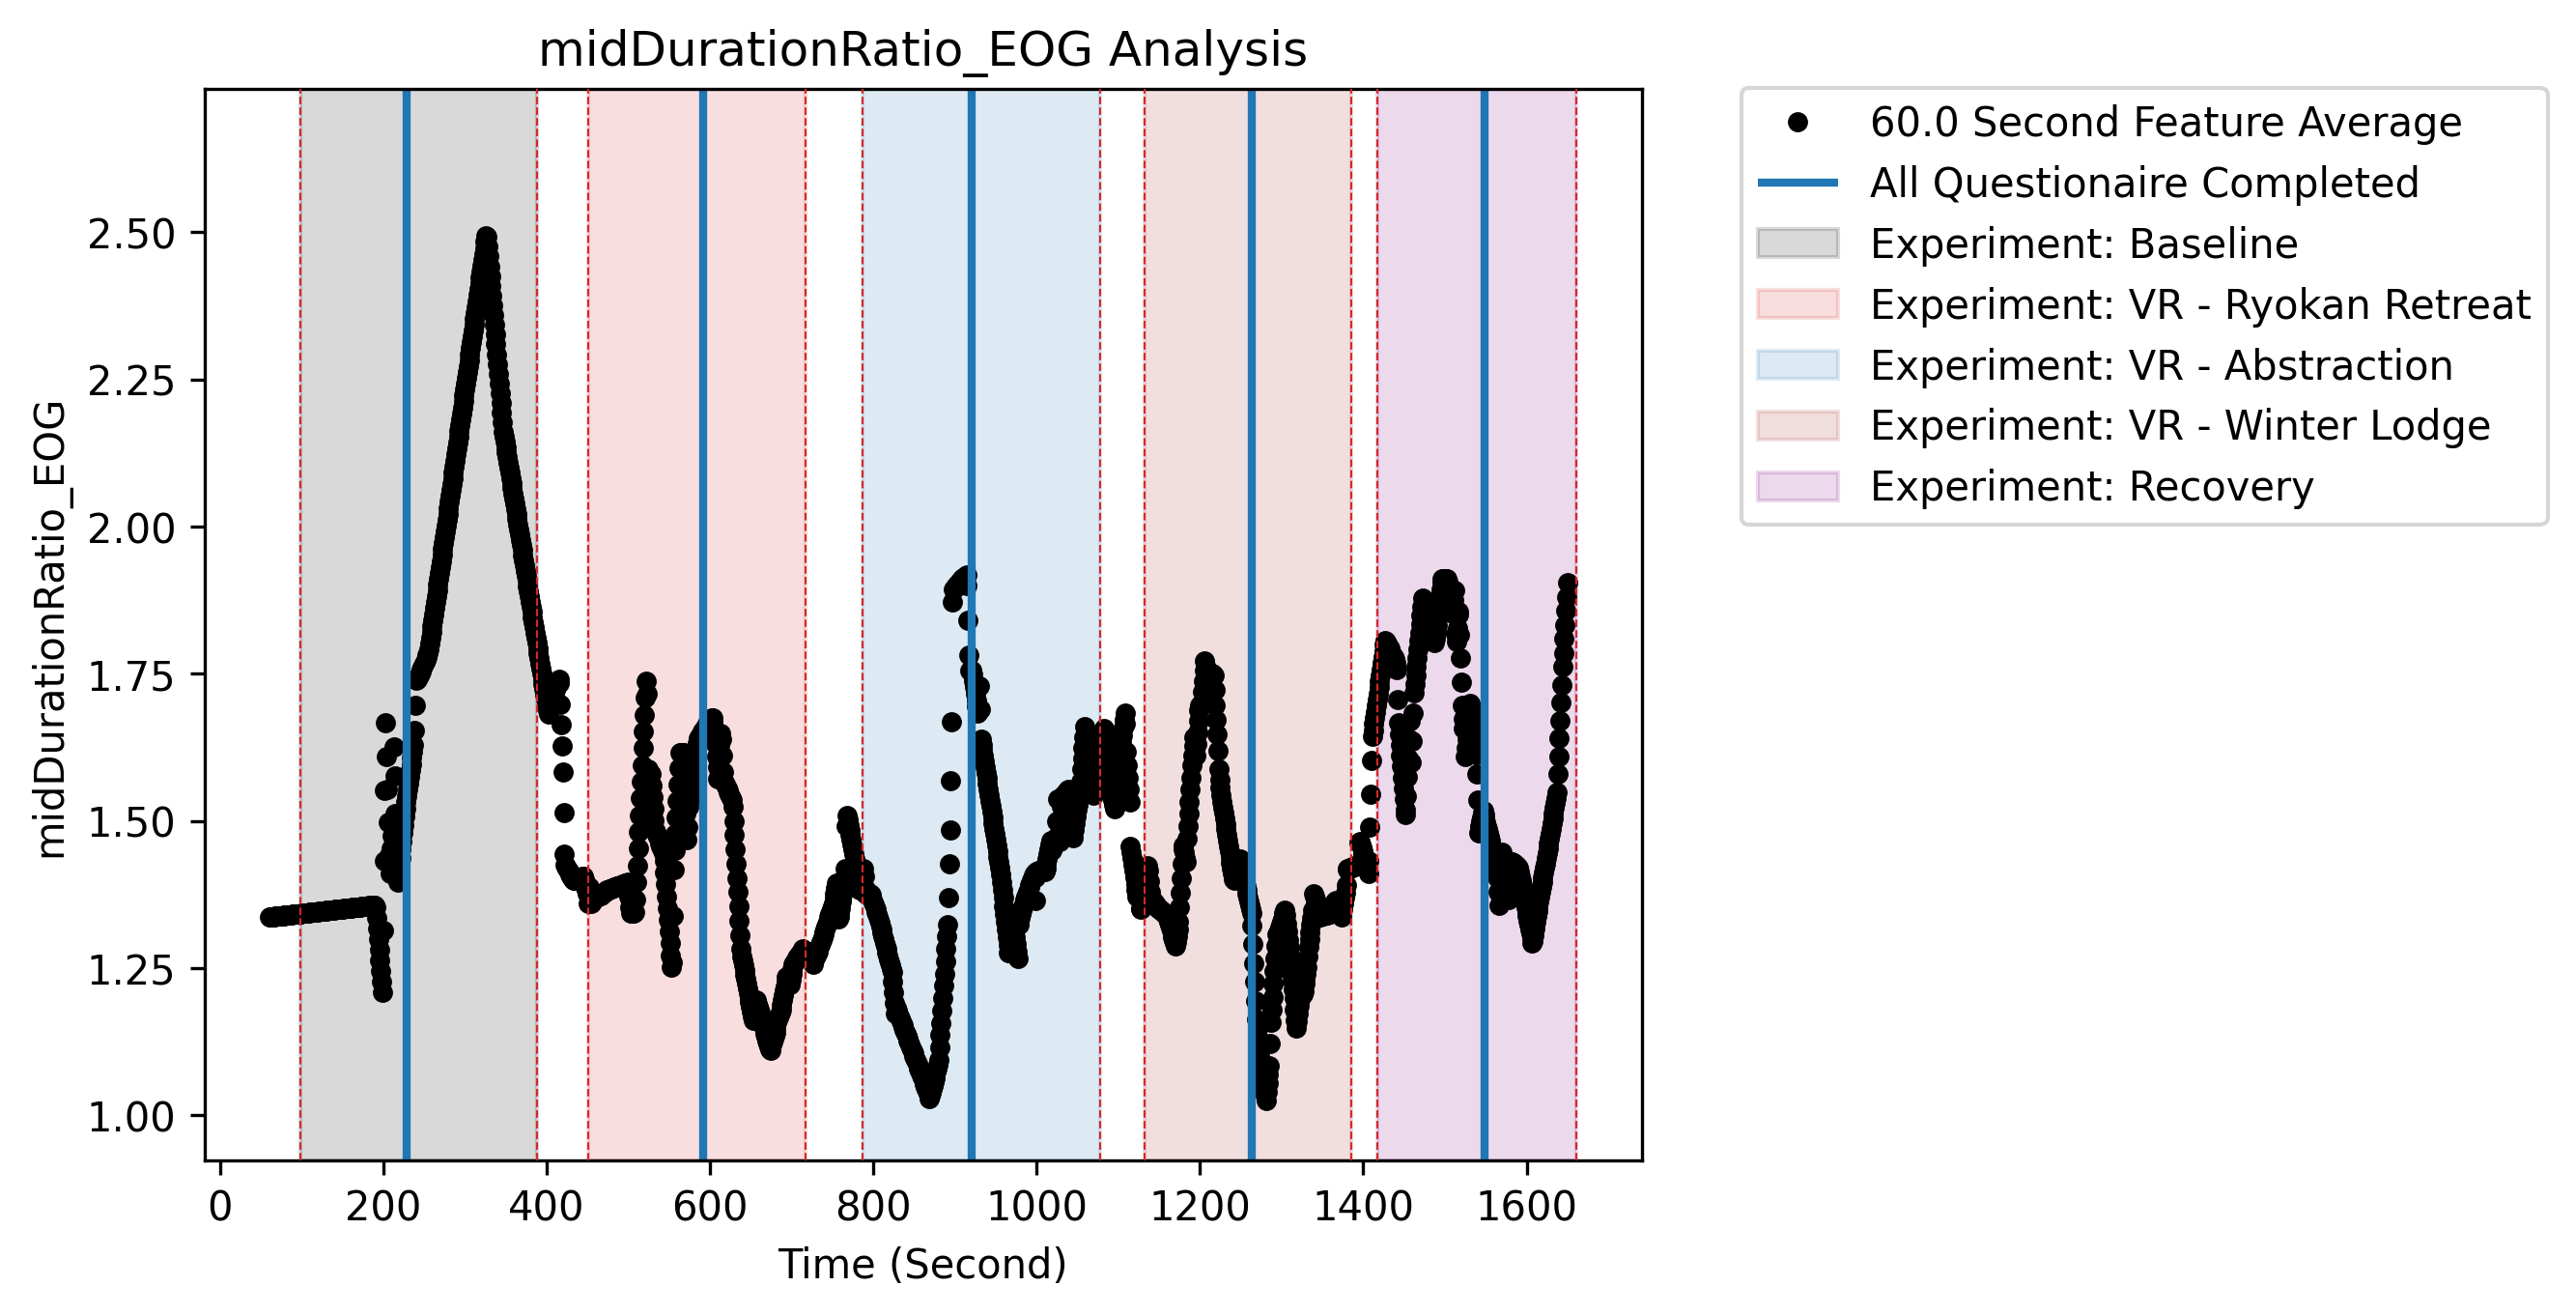 midDurationRatio_EOG Analysis
60.0 Second Feature Average
All Questionaire Completed
Experiment: Baseline
Experiment: VR - Ryokan Retreat
Experiment: VR - Abstraction
Experiment: VR - Winter Lodge
Experiment: Recovery
midDurationRatio_EOG
2.50
2.25
2.00
1.75
1.50
1.25
1.00
0 200 400 600 800 1000 1200 1400 1600
Time (Second)